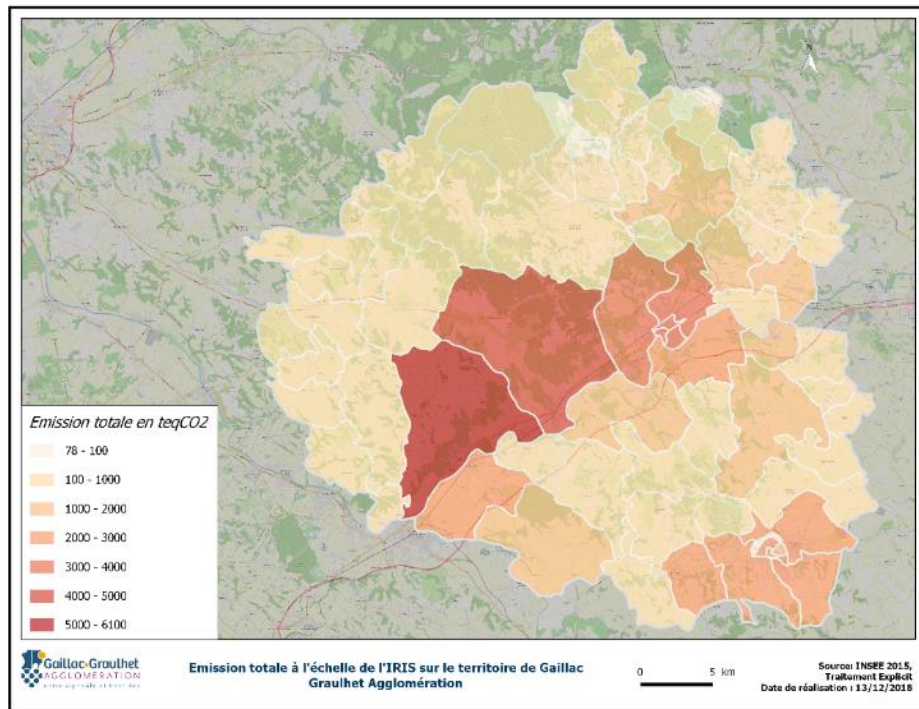 N
Emission totale en teqCO2
78 - 100
100 - 1000
1000 - 2000
2000 - 3000
3000 - 4000
4000 - 5000
5000 - 6100
Gaillac-Graulhet
AGGLOMÉRATION
Emission totale à l'échelle de l'IRIS sur le territoire de Gaillac
Graulhet Agglomération
0 5 km
Source: INSEE 2015,
Traitement Explicit
Date de réalisation : 13/12/2018